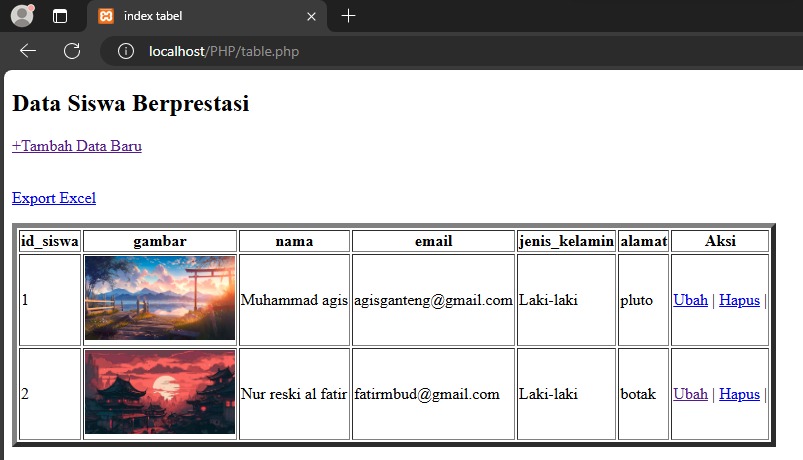 index tabel
localhost/PHP/table.php
Data Siswa Berprestasi
+Tambah Data Baru
Export Excel
id_siswa gambar nama email jenis_kelamin alamat Aksi
1 Muhammad agis agisganteng@gmail.com Laki-laki pluto Ubah | Hapus |
2 Nur reski al fatir fatirmbud@gmail.com Laki-laki botak Ubah | Hapus |